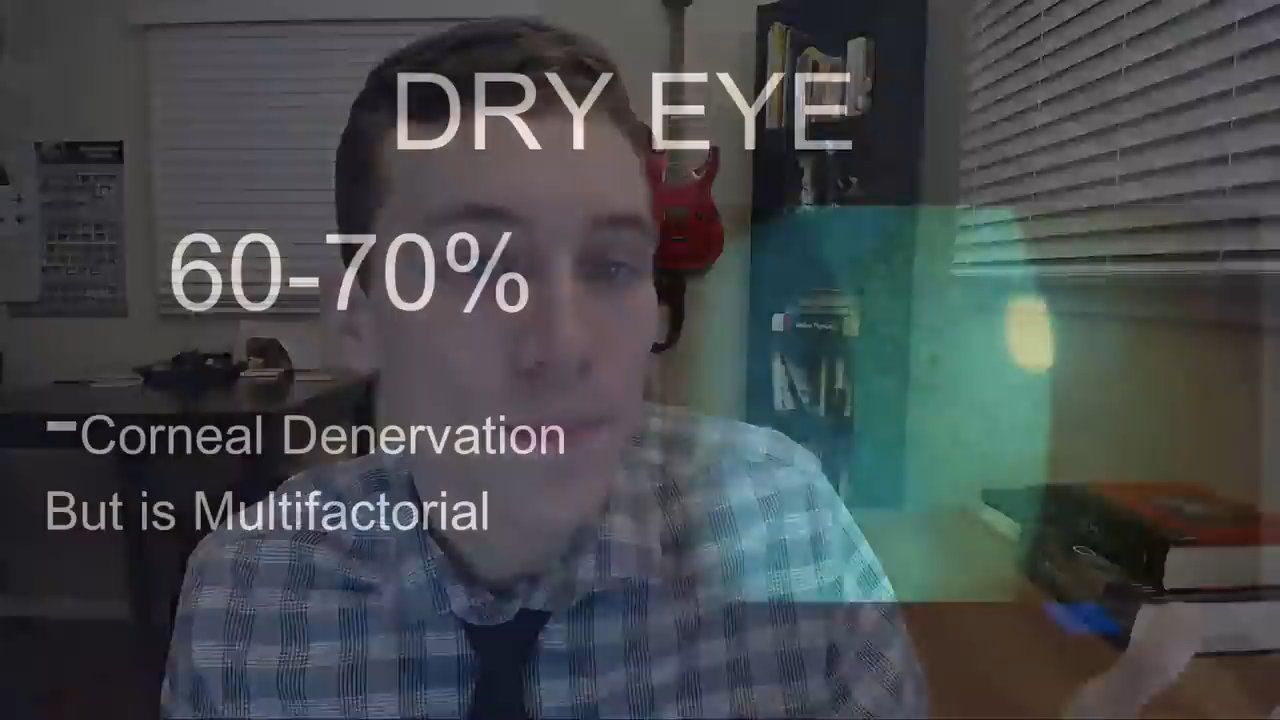 DRY EYE
60-70%
-Corneal Denervation
But is Multifactorial